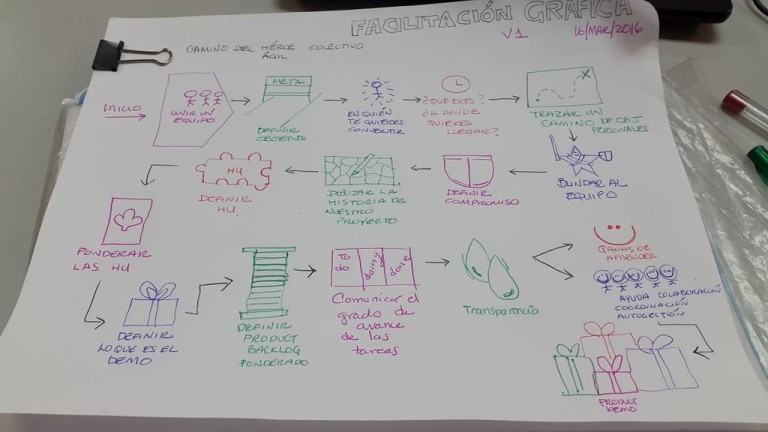 FACILITACIÓN GRÁFICA
V1
16/MAR/2016
CAMINO DEL HÉROE COLECTIVO
ÁGIL
INICIO
UNIR UN
EQUIPO
META
DEFINIR
OBJETIVO
EN QUIÉN
TE QUIERES
CONVERTIR
¿QUE ERES?
¿A DONDE
QUIERES
LLEGAR?
TRAZAR UN
CAMINO DE OBJ
PERSONALES
BLINDAR AL
EQUIPO
DEFINIR
COMPROMISO
DIBUJAR LA
HISTORIA DE
NUESTRO
PROYECTO
HU
DEFINIR
HU
PONDERAR
LAS HU
DEFINIR
LO QUE ES EL
DEMO
DEFINIR
PRODUCT
BACKLOG
PONDERADO
To
do
doing
done
Comunicar el
grado de
avance de
las
tareas
Transparencia
GANAS DE
APRENDER
AYUDA COLABORACIÓN
COORDINACIÓN
AUTOGESTIÓN
PRODUCT
DEMO